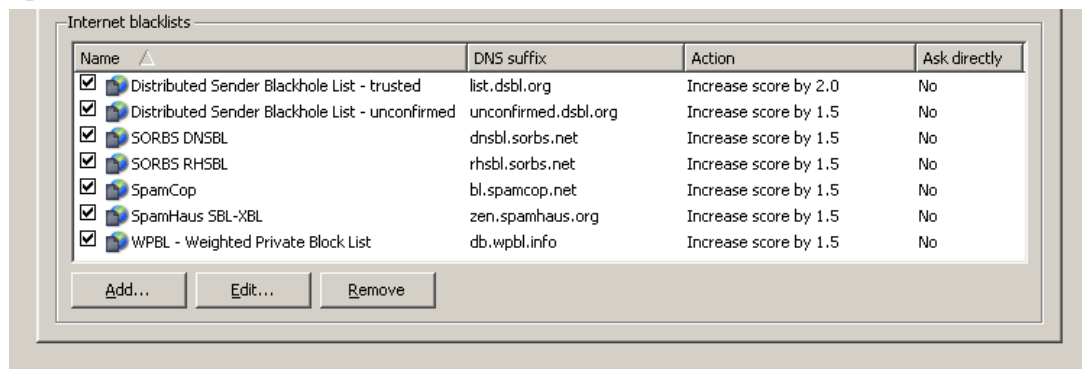 Internet blacklists
Name DNS suffix Action Ask directly
Distributed Sender Blackhole List - trusted list.dsbl.org Increase score by 2.0 No
Distributed Sender Blackhole List - unconfirmed unconfirmed.dsbl.org Increase score by 1.5 No
SORBS DNSBL dnsbl.sorbs.net Increase score by 1.5 No
SORBS RHSBL rhsbl.sorbs.net Increase score by 1.5 No
SpamCop bl.spamcop.net Increase score by 1.5 No
SpamHaus SBL-XBL zen.spamhaus.org Increase score by 1.5 No
WPBL - Weighted Private Block List db.wpbl.info Increase score by 1.5 No
Add... Edit... Remove